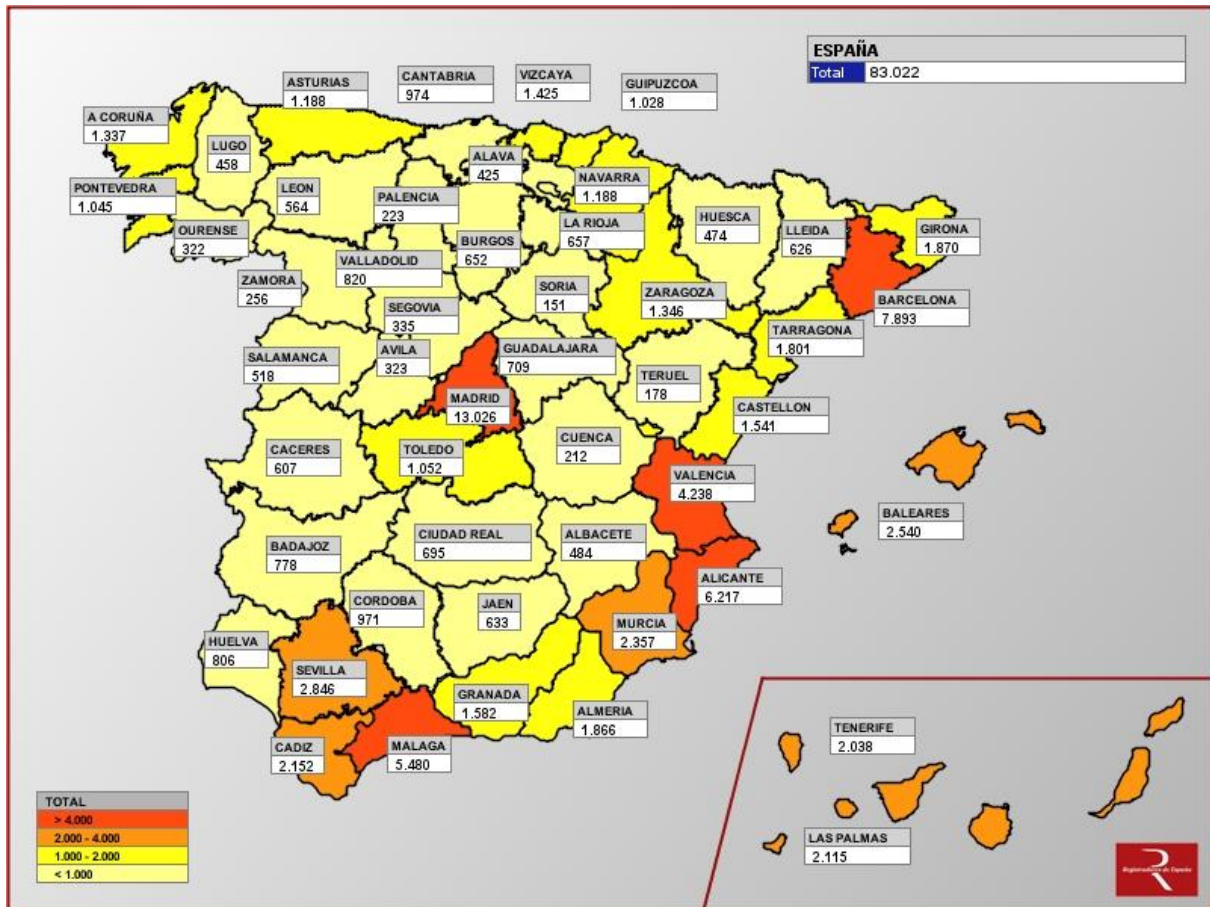 ESPAÑA
Total 83.022
ASTURIAS
1.188
CANTABRIA
974
VIZCAYA
1.425
GUIPUZCOA
1.028
A CORUÑA
1.337
LUGO
458
ALAVA
425
NAVARRA
1.188
PONTEVEDRA
1.045
LEON
564
PALENCIA
223
OURENSE
322
BURGOS
652
LA RIOJA
657
HUESCA
474
LLEIDA
626
GIRONA
1.870
ZAMORA
256
VALLADOLID
820
SORIA
151
ZARAGOZA
1.346
BARCELONA
7.893
SEGOVIA
335
TARRAGONA
1.801
SALAMANCA
518
AVILA
323
GUADALAJARA
709
TERUEL
178
MADRID
13.026
CASTELLON
1.541
CACERES
607
TOLEDO
1.052
CUENCA
212
VALENCIA
4.238
BALEARES
2.540
BADAJOZ
778
CIUDAD REAL
695
ALBACETE
484
ALICANTE
6.217
CORDOBA
971
JAEN
633
MURCIA
2.357
HUELVA
806
SEVILLA
2.846
GRANADA
1.582
ALMERIA
1.866
CADIZ
2.152
MALAGA
5.480
TENERIFE
2.038
LAS PALMAS
2.115
TOTAL
> 4.000
2.000 - 4.000
1.000 - 2.000
< 1.000
R
Registradores de España